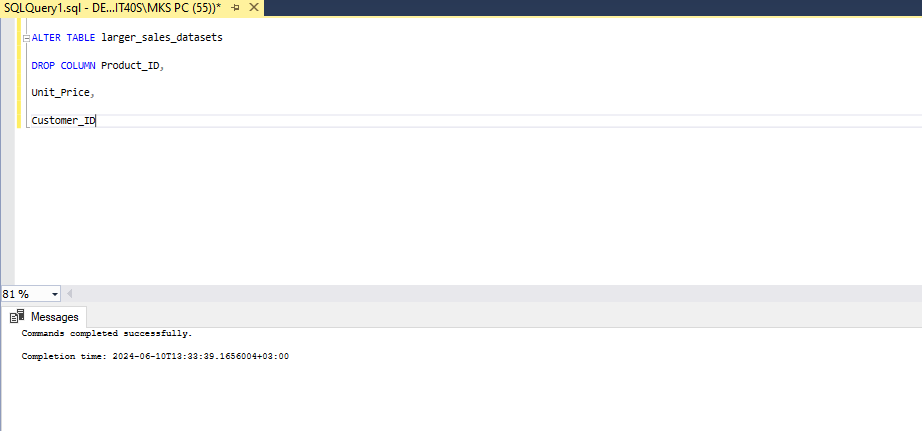 SQLQuery1.sql - DE...IT40S\MKS PC (55))*
ALTER TABLE larger_sales_datasets
DROP COLUMN Product_ID,
Unit_Price,
Customer_ID
81 %
Messages
Commands completed successfully.
Completion time: 2024-06-10T13:33:39.1656004+03:00